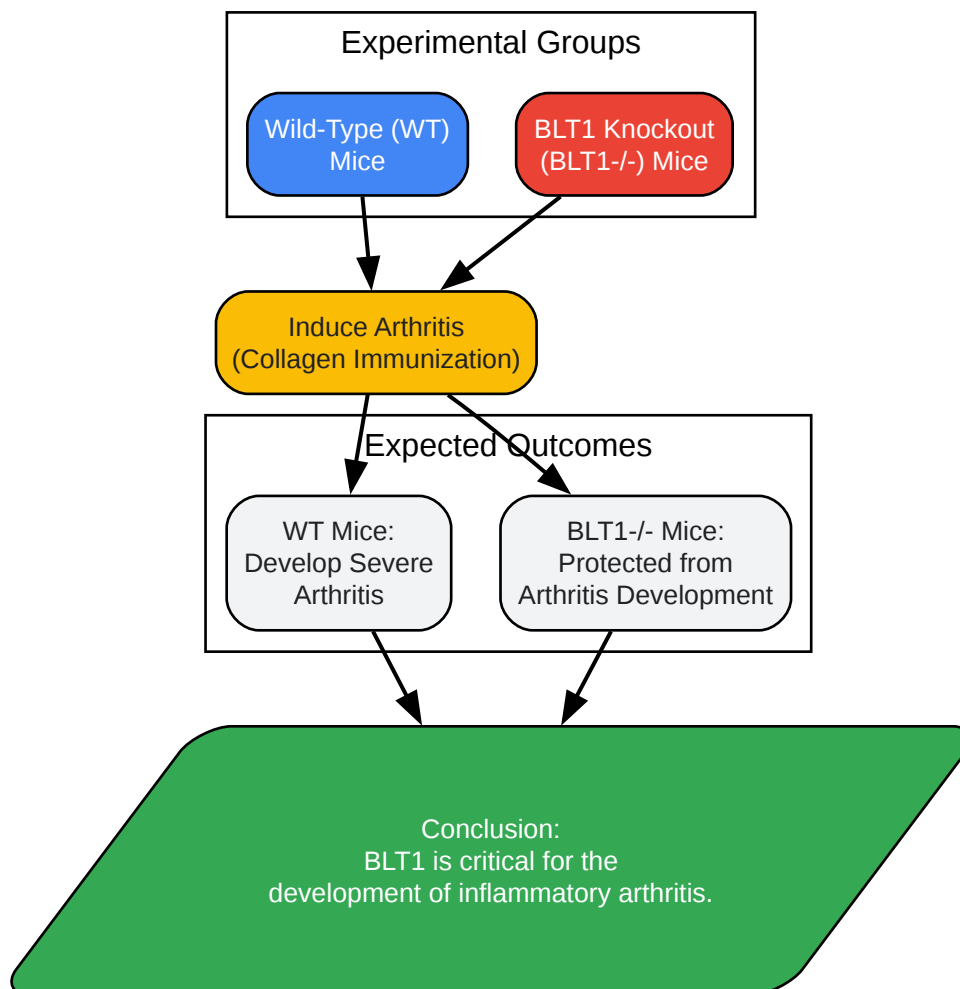 Experimental Groups
Wild-Type (WT)
Mice
BLT1 Knockout
(BLT1-/-) Mice
Induce Arthritis
(Collagen Immunization)
Expected Outcomes
WT Mice:
Develop Severe
Arthritis
BLT1-/- Mice:
Protected from
Arthritis Development
Conclusion:
BLT1 is critical for the
development of inflammatory arthritis.